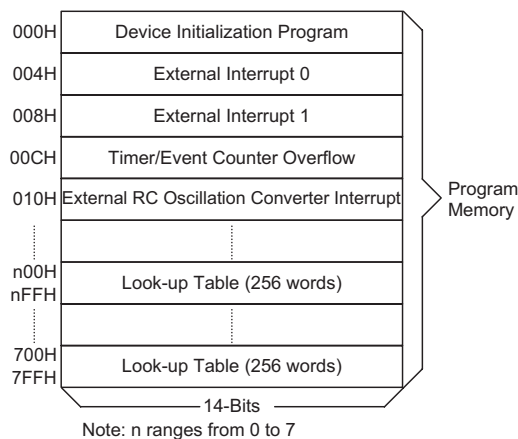 000H Device Initialization Program
004H External Interrupt 0
008H External Interrupt 1
00CH Timer/Event Counter Overflow
010H External RC Oscillation Converter Interrupt
Program
Memory
n00H
nFFH
Look-up Table (256 words)
700H
7FFH
Look-up Table (256 words)
14-Bits
Note: n ranges from 0 to 7